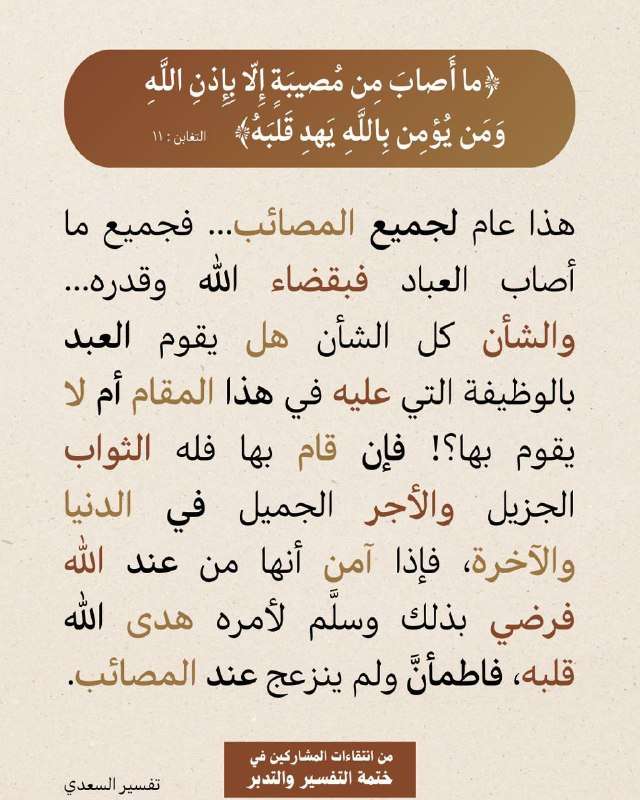 ﴿ما أَصابَ مِن مُصيبَةٍ إِلّا بِإِذنِ اللَّهِ
وَمَن يُؤمِن بِاللَّهِ يَهدِ قَلبَهُ﴾ التغابن : ١١
هذا عام لجميع المصائب... فجميع ما
أصاب العباد فبقضاء الله وقدره...
والشأن كل الشأن هل يقوم العبد
بالوظيفة التي عليه في هذا المقام أم لا
يقوم بها؟! فإن قام بها فله الثواب
الجزيل والأجر الجميل في الدنيا
والآخرة، فإذا آمن أنها من عند الله
فرضي بذلك وسلَّم لأمره هدى الله
قلبه، فاطمأنَّ ولم ينزعج عند المصائب.
من انتقاءات المشاركين في
ختمة التفسير والتدبر
تفسير السعدي